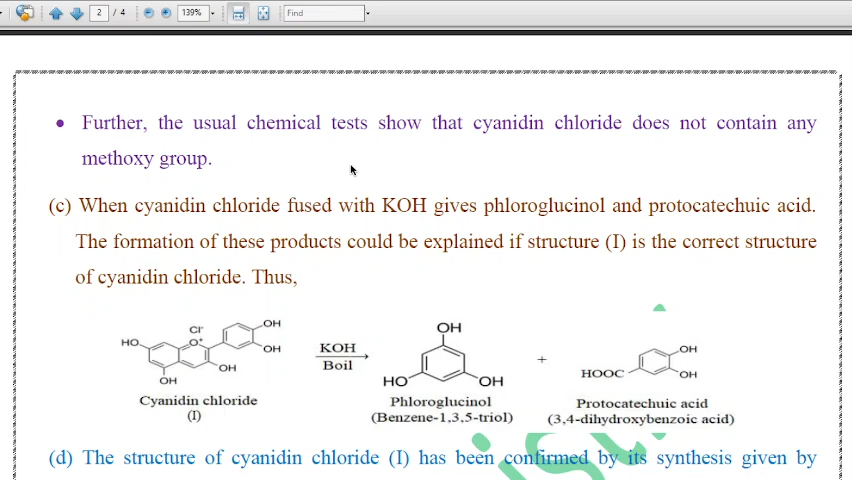 2 / 4 139% Find
• Further, the usual chemical tests show that cyanidin chloride does not contain any
methoxy group.
(c) When cyanidin chloride fused with KOH gives phloroglucinol and protocatechuic acid.
The formation of these products could be explained if structure (I) is the correct structure
of cyanidin chloride. Thus,
Cl-
HO O+ OH
OH
OH
OH
Cyanidin chloride
(I)
KOH
Boil
OH
HO OH
Phloroglucinol
(Benzene-1,3,5-triol)
+
OH
HOOC OH
Protocatechuic acid
(3,4-dihydroxybenzoic acid)
(d) The structure of cyanidin chloride (I) has been confirmed by its synthesis given by